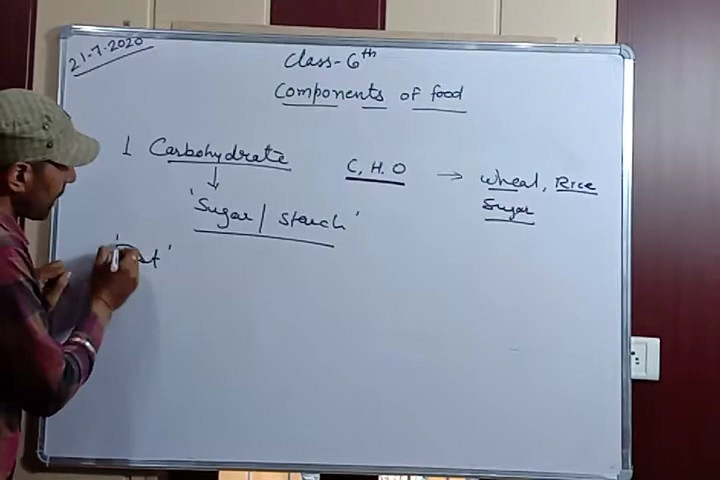 21-7-2020
Class-6th
Components of food
1 Carbohydrate
C, H, O → wheat, Rice
Sugar
↓
'Sugar / Starch'